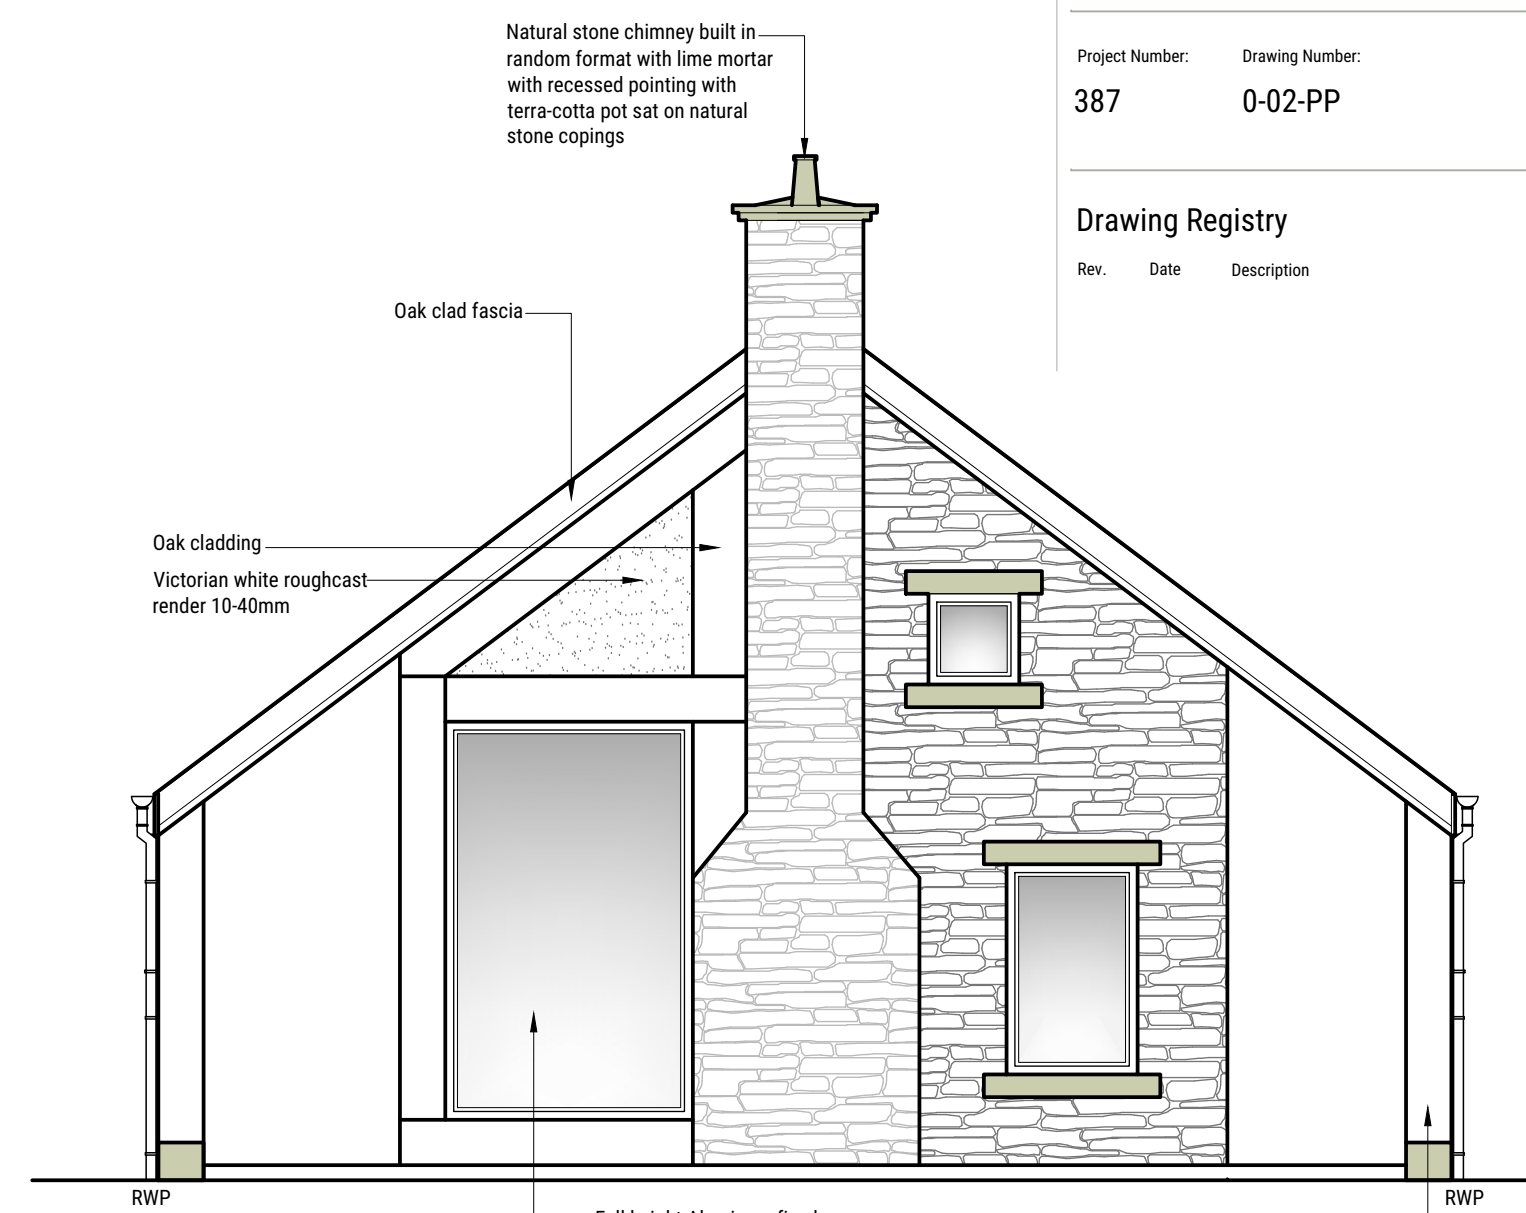 Natural stone chimney built in
random format with lime mortar
with recessed pointing with
terra-cotta pot sat on natural
stone copings
Project Number:
Drawing Number:
387
0-02-PP
Drawing Registry
Rev.
Date
Description
Oak clad fascia
Oak cladding
Victorian white roughcast
render 10-40mm
RWP
RWP